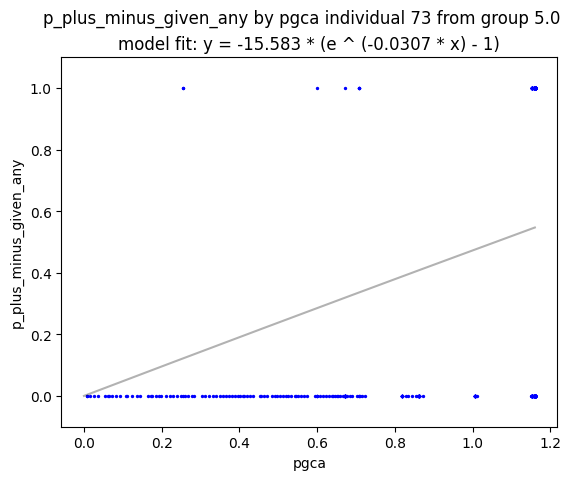 p_plus_minus_given_any by pgca individual 73 from group 5.0
model fit: y = -15.583 * (e ^ (-0.0307 * x) - 1)
1.0
0.8
0.6
0.4
0.2
0.0
p_plus_minus_given_any
0.0 0.2 0.4 0.6 0.8 1.0 1.2
pgca